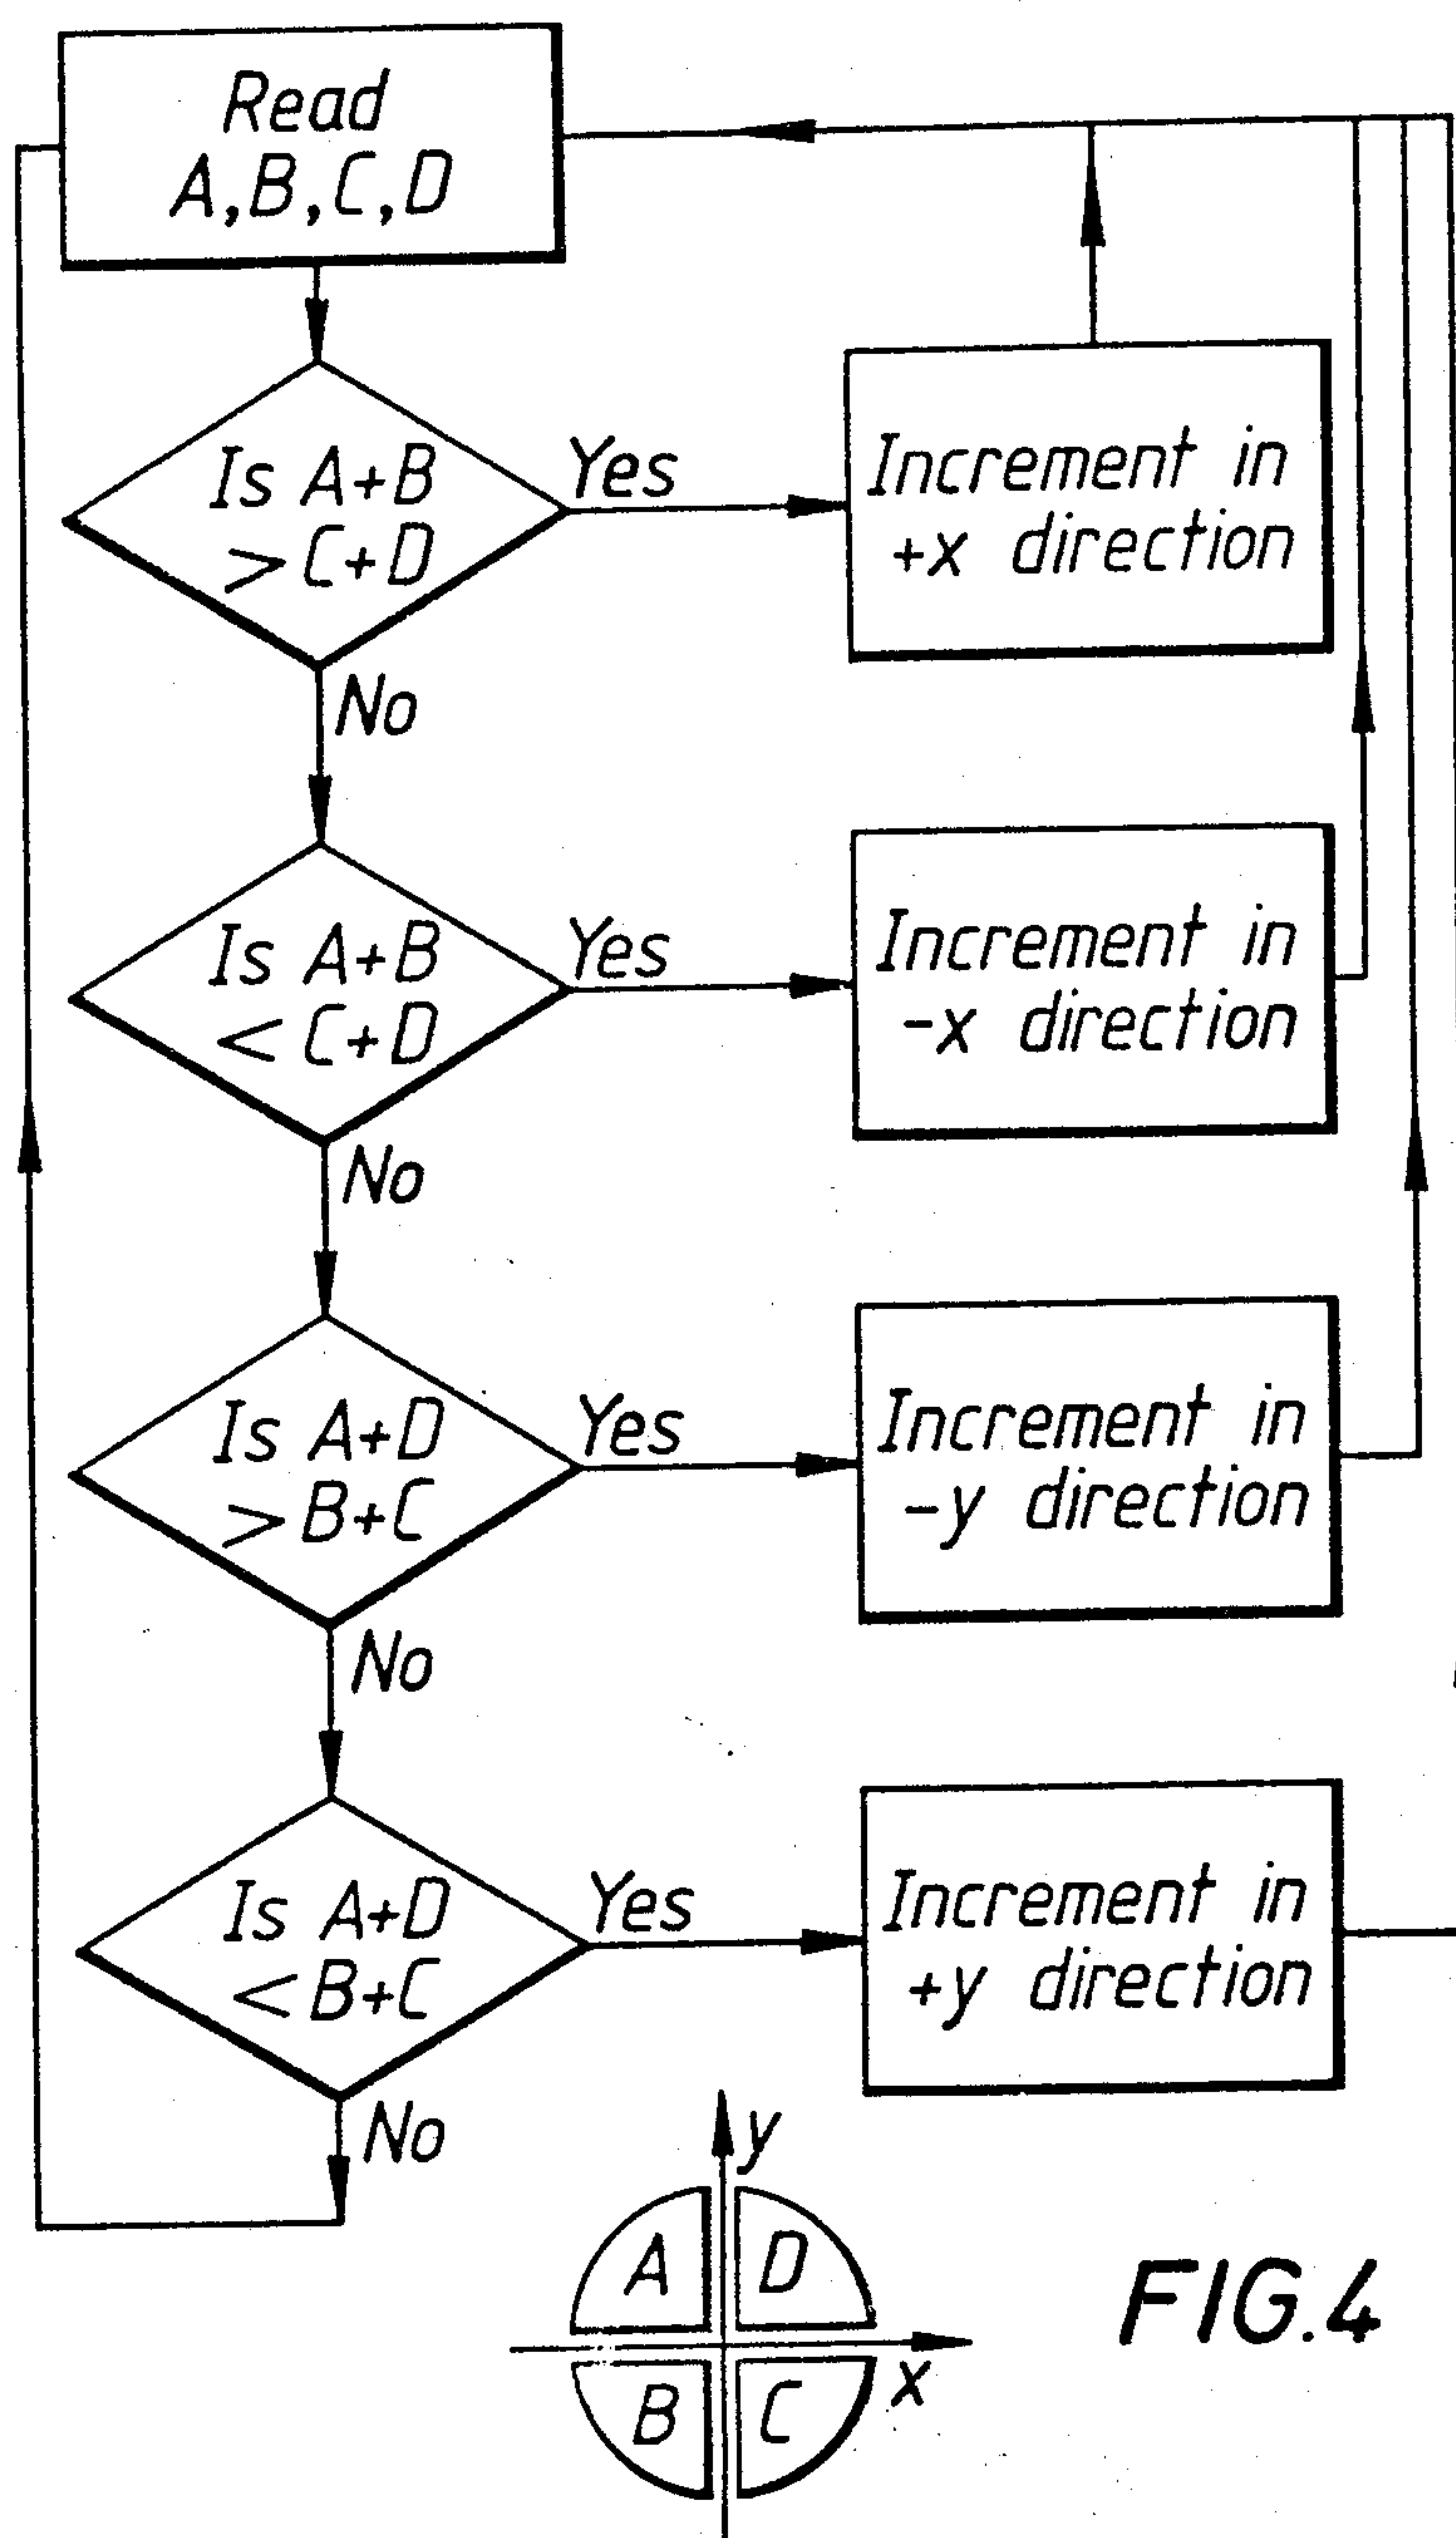 Read
A,B,C,D
Is A+B
> C+D
Yes
Increment in
+x direction
No
Is A+B
< C+D
Yes
Increment in
-x direction
No
Is A+D
> B+C
Yes
Increment in
-y direction
No
Is A+D
< B+C
Yes
Increment in
+y direction
No
y
A D
x
B C
FIG.4